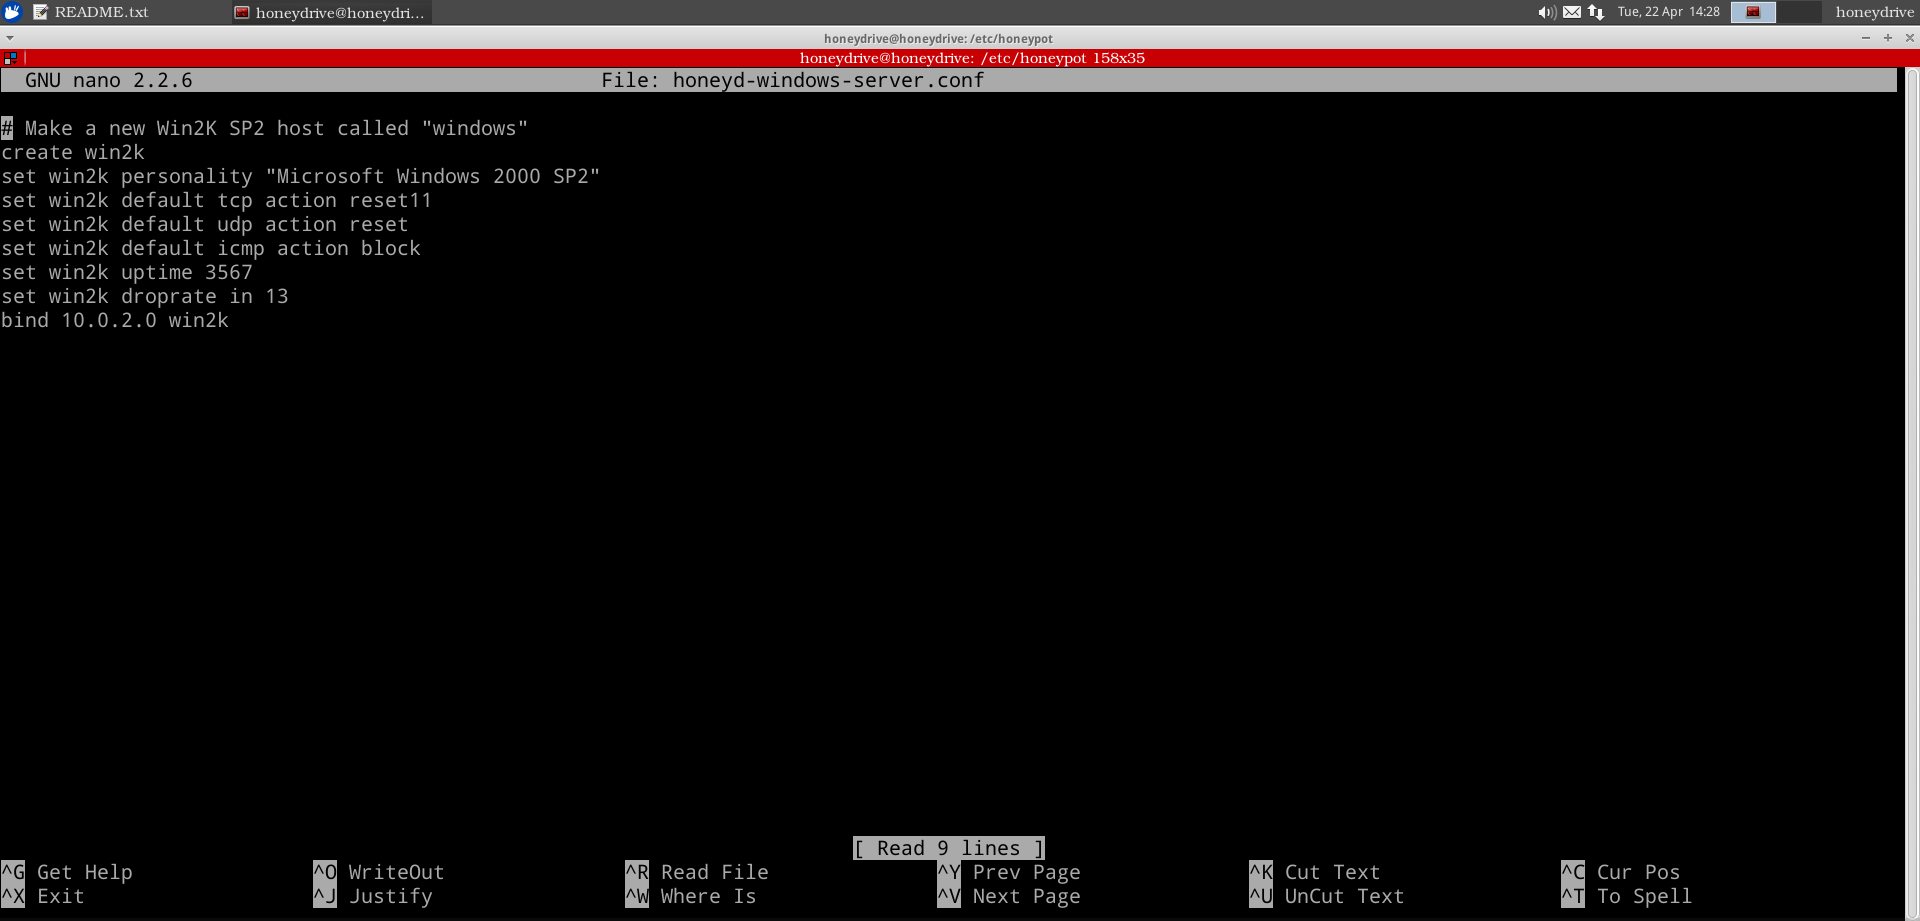 README.txt
honeydrive@honeydri...
Tue, 22 Apr 14:28
honeydrive
honeydrive@honeydrive: /etc/honeypot
honeydrive@honeydrive: /etc/honeypot 158x35
GNU nano 2.2.6 File: honeyd-windows-server.conf
# Make a new Win2K SP2 host called "windows"
create win2k
set win2k personality "Microsoft Windows 2000 SP2"
set win2k default tcp action reset11
set win2k default udp action reset
set win2k default icmp action block
set win2k uptime 3567
set win2k droprate in 13
bind 10.0.2.0 win2k
[ Read 9 lines ]
^G Get Help ^O WriteOut ^R Read File ^Y Prev Page ^K Cut Text ^C Cur Pos
^X Exit ^J Justify ^W Where Is ^V Next Page ^U UnCut Text ^T To Spell